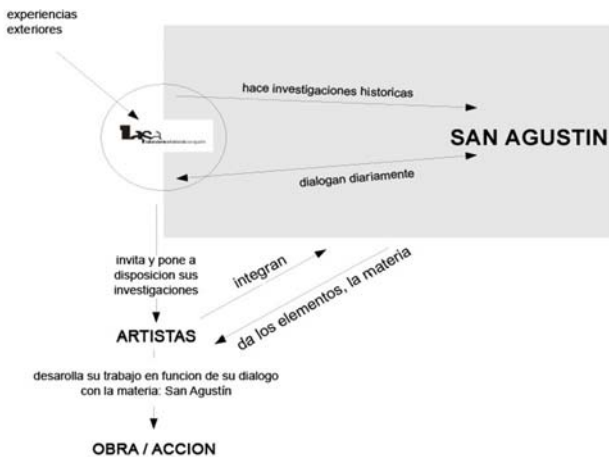 experiencias
exteriores
hace investigaciones historicas
Lasa
SAN AGUSTIN
dialogan diariamente
invita y pone a
disposicion sus
investigaciones
integran
da los elementos, la materia
ARTISTAS
desarolla su trabajo en funcion de su dialogo
con la materia: San Agustín
OBRA / ACCION